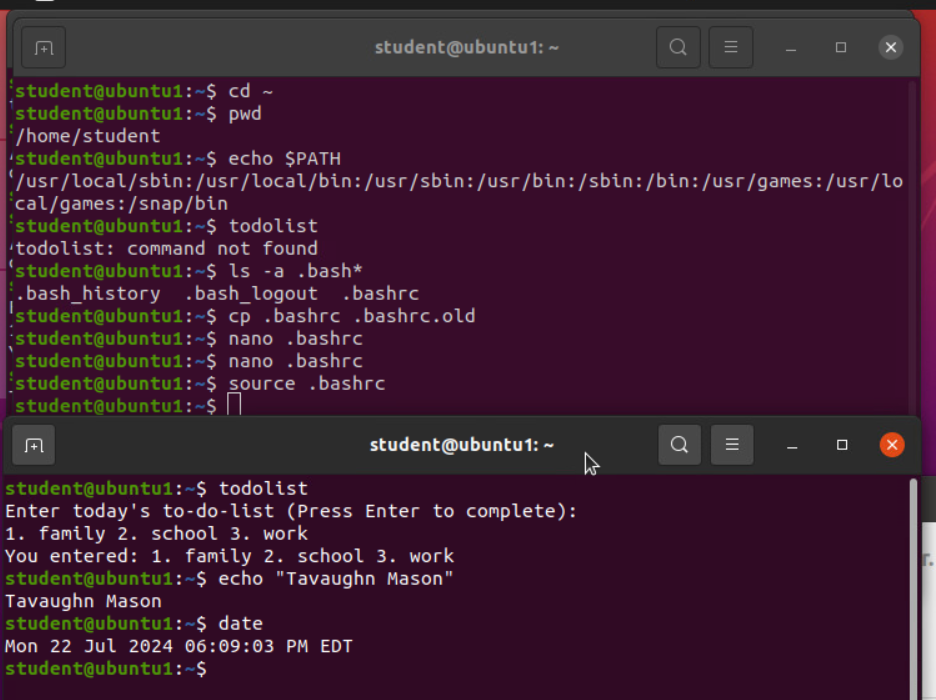 student@ubuntu1: ~
student@ubuntu1:~$ cd ~
student@ubuntu1:~$ pwd
/home/student
student@ubuntu1:~$ echo $PATH
/usr/local/sbin:/usr/local/bin:/usr/sbin:/usr/bin:/sbin:/bin:/usr/games:/usr/lo
cal/games:/snap/bin
student@ubuntu1:~$ todolist
todolist: command not found
student@ubuntu1:~$ ls -a .bash*
.bash_history  .bash_logout  .bashrc
student@ubuntu1:~$ cp .bashrc .bashrc.old
student@ubuntu1:~$ nano .bashrc
student@ubuntu1:~$ nano .bashrc
student@ubuntu1:~$ source .bashrc
student@ubuntu1:~$
student@ubuntu1: ~
student@ubuntu1:~$ todolist
Enter today's to-do-list (Press Enter to complete):
1. family 2. school 3. work
You entered: 1. family 2. school 3. work
student@ubuntu1:~$ echo "Tavaughn Mason"
Tavaughn Mason
student@ubuntu1:~$ date
Mon 22 Jul 2024 06:09:03 PM EDT
student@ubuntu1:~$